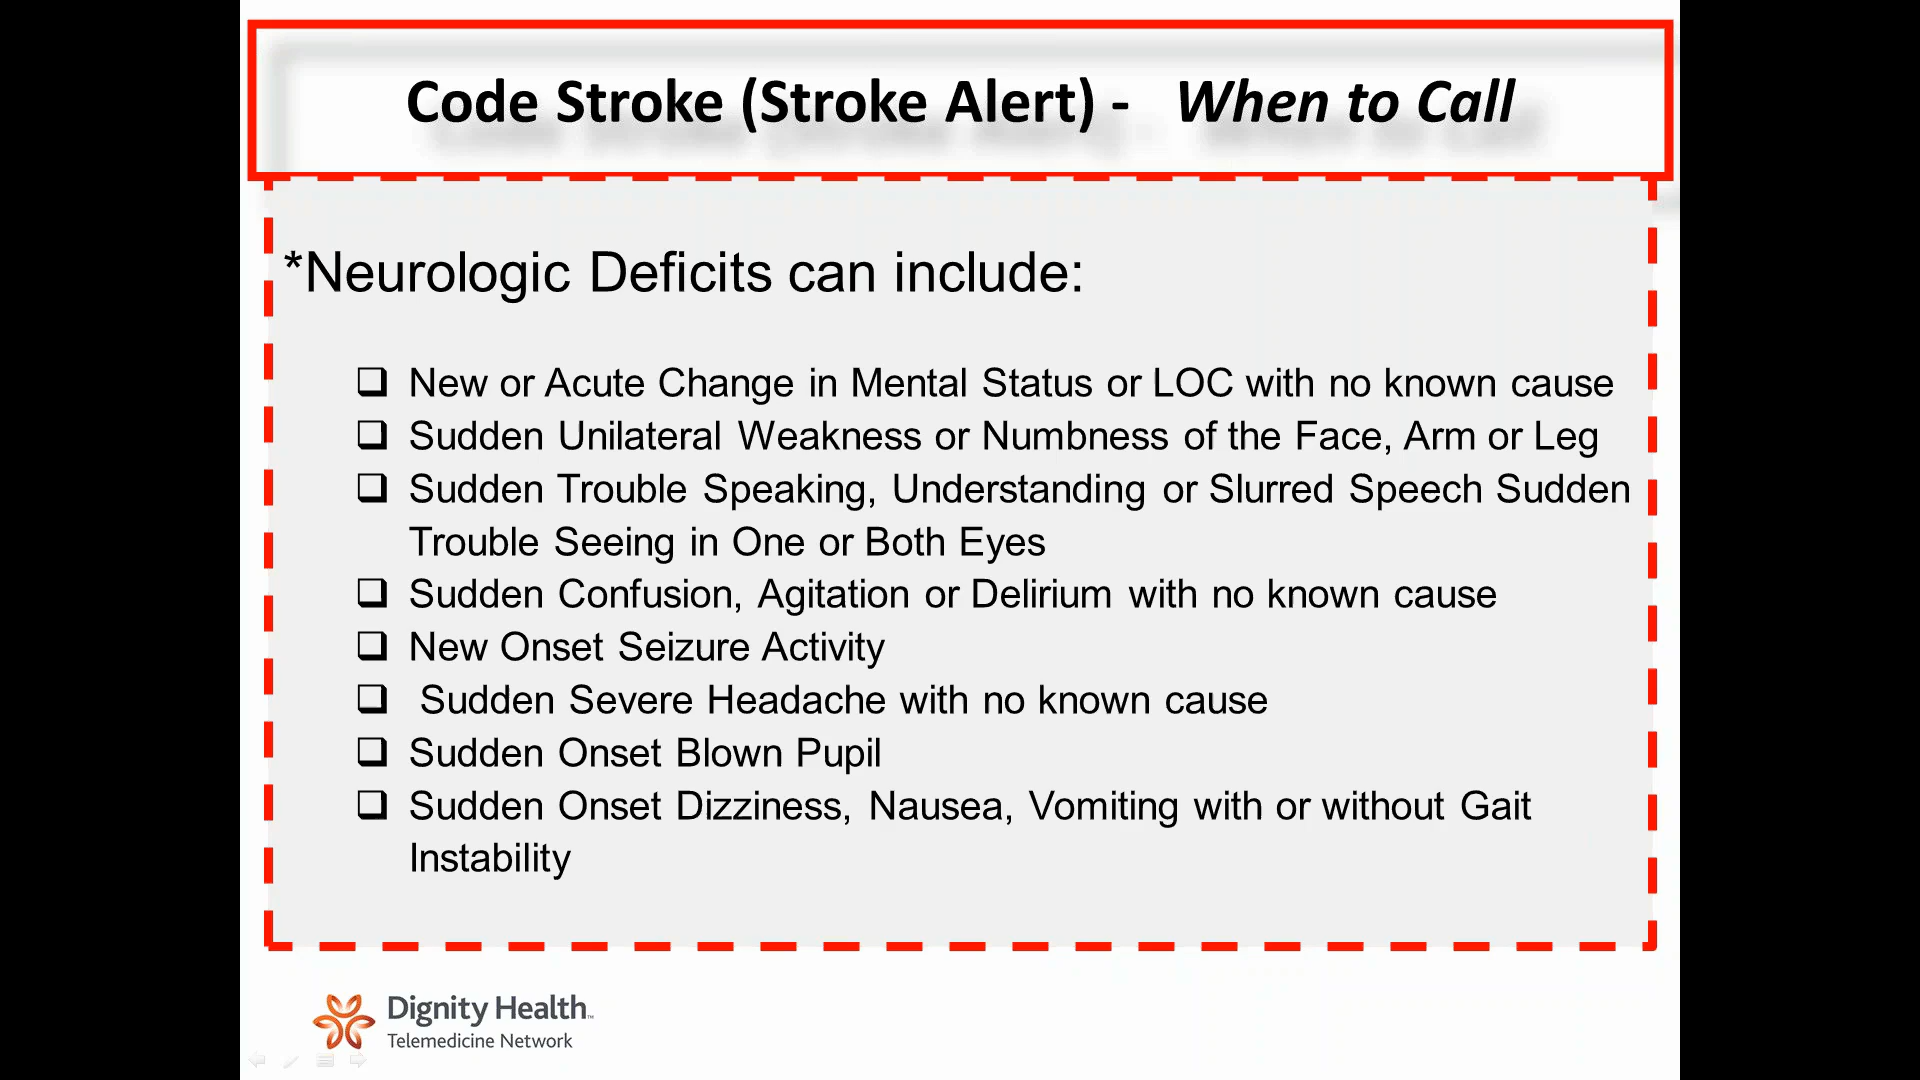 Code Stroke (Stroke Alert) - When to Call
*Neurologic Deficits can include:
❑ New or Acute Change in Mental Status or LOC with no known cause
❑ Sudden Unilateral Weakness or Numbness of the Face, Arm or Leg
❑ Sudden Trouble Speaking, Understanding or Slurred Speech Sudden
Trouble Seeing in One or Both Eyes
❑ Sudden Confusion, Agitation or Delirium with no known cause
❑ New Onset Seizure Activity
❑ Sudden Severe Headache with no known cause
❑ Sudden Onset Blown Pupil
❑ Sudden Onset Dizziness, Nausea, Vomiting with or without Gait
Instability
Dignity Health™
Telemedicine Network